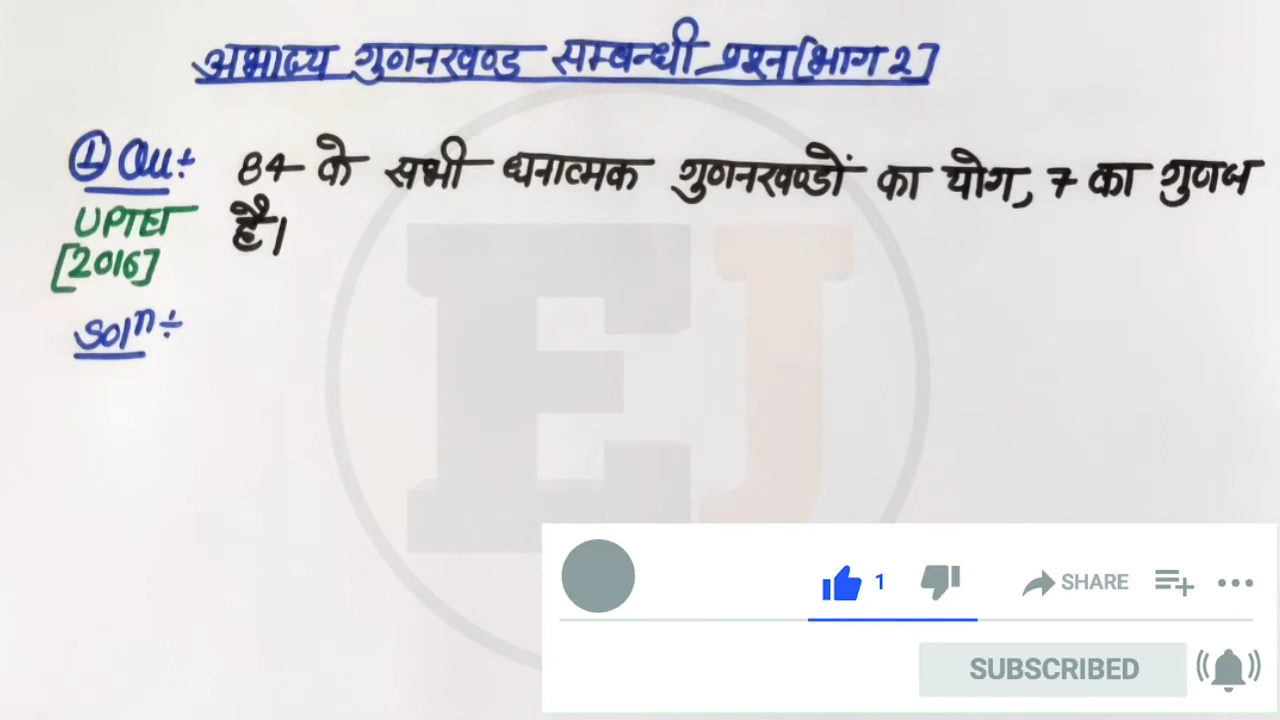 अभाज्य गुणनखण्ड सम्बन्धी प्रश्न [भाग 2]
① Qu÷ 84 के सभी धनात्मक गुणनखण्डों का योग, 7 का गुणज
UPTET है।
[2016]
Solⁿ÷
EJ
1 SHARE
SUBSCRIBED